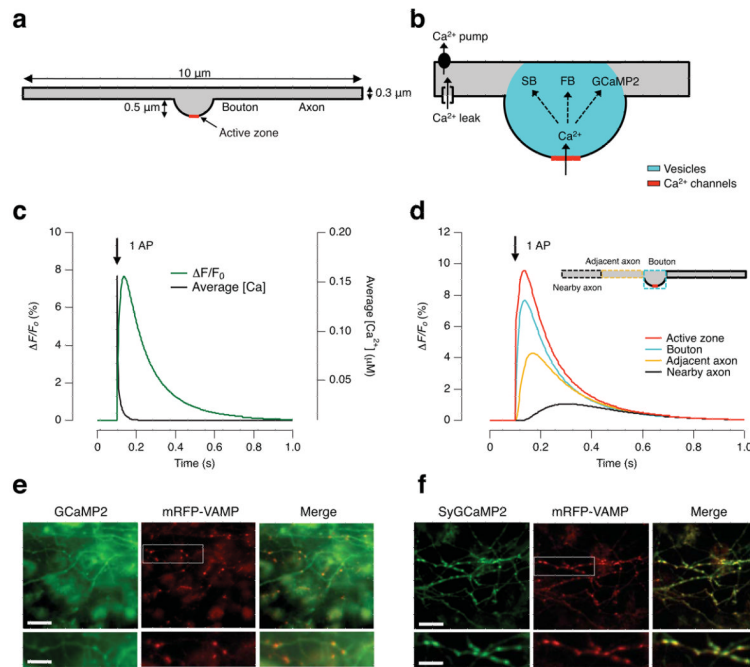 a
10 μm
0.3 μm
0.5 μm
Bouton
Axon
Active zone
b
Ca²⁺ pump
SB
FB
GCaMP2
Ca²⁺
Ca²⁺ leak
Vesicles
Ca²⁺ channels
c
10
8
6
4
2
0
ΔF/F₀ (%)
1 AP
ΔF/F₀
Average [Ca]
0.20
0.15
0.10
0.05
Average [Ca²⁺] (μM)
0
0.2
0.4
0.6
0.8
1.0
Time (s)
d
12
10
8
6
4
2
0
ΔF/F₀ (%)
1 AP
Adjacent axon
Bouton
Nearby axon
Active zone
Bouton
Adjacent axon
Nearby axon
0
0.2
0.4
0.6
0.8
1.0
Time (s)
e
GCaMP2
mRFP-VAMP
Merge
f
SyGCaMP2
mRFP-VAMP
Merge